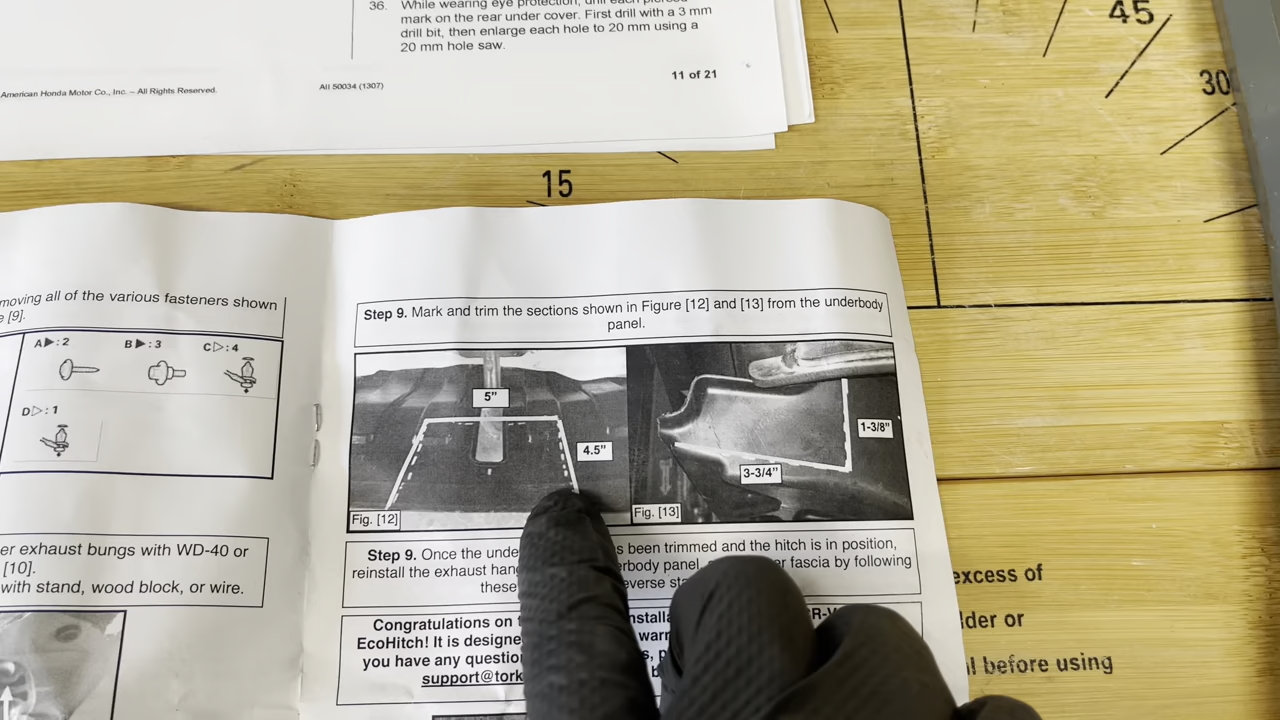 36. While wearing eye protection, drill each pierced
mark on the rear under cover. First drill with a 3 mm
drill bit, then enlarge each hole to 20 mm using a
20 mm hole saw.
American Honda Motor Co., Inc. – All Rights Reserved.
AII 50034 (1307)
11 of 21
45
30
15
moving all of the various fasteners shown
[9].
A▶: 2
B▶: 3
C▷: 4
D▷: 1
er exhaust bungs with WD-40 or
[10].
with stand, wood block, or wire.
Step 9. Mark and trim the sections shown in Figure [12] and [13] from the underbody
panel.
5”
4.5”
Fig. [12]
1-3/8”
3-3/4”
Fig. [13]
Step 9. Once the unde s been trimmed and the hitch is in position,
reinstall the exhaust han erbody panel, er fascia by following
these everse
Congratulations on installa R-V
EcoHitch! It is designe warr
you have any questio
support@tork
excess of
lder or
l before using